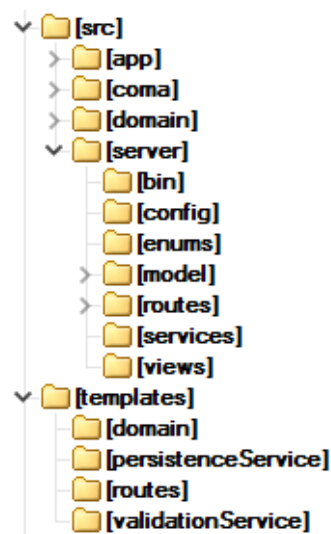 [src]
[app]
[coma]
[domain]
[server]
[bin]
[config]
[enums]
[model]
[routes]
[services]
[views]
[templates]
[domain]
[persistenceService]
[routes]
[validationService]